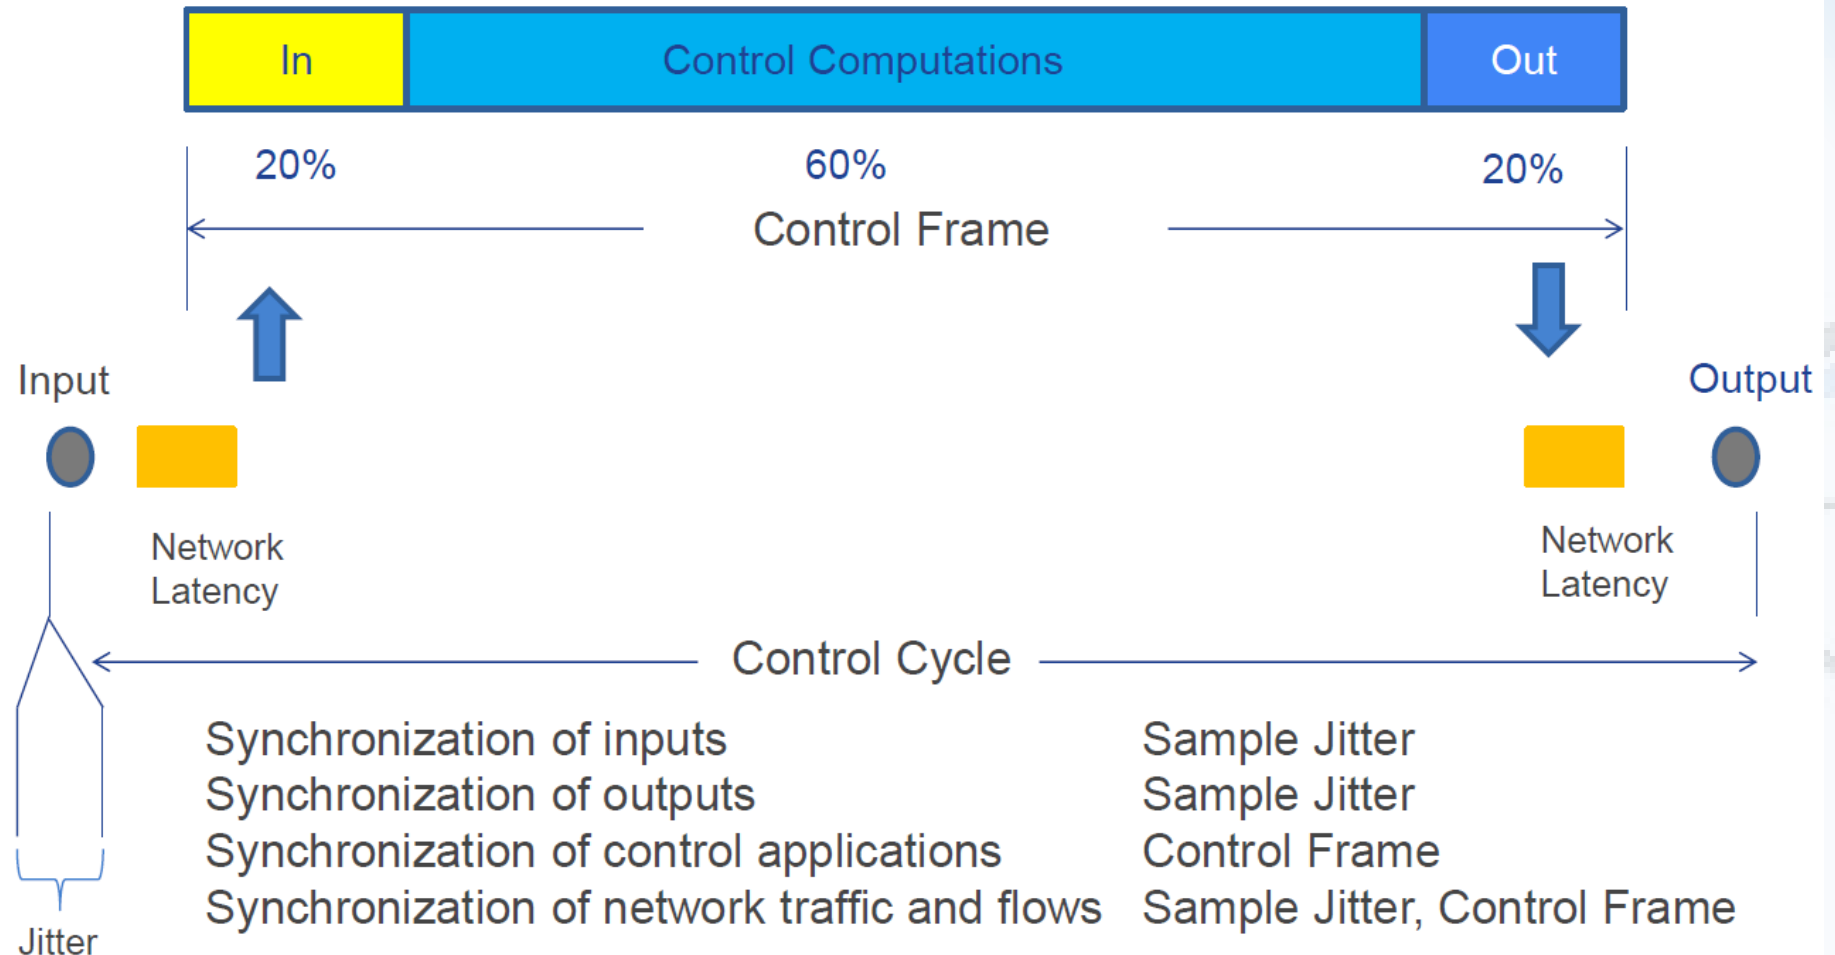 In Control Computations Out
20% 60% 20%
Control Frame
Input Output
Network Latency
Network Latency
Control Cycle
Synchronization of inputs Sample Jitter
Synchronization of outputs Sample Jitter
Synchronization of control applications Control Frame
Synchronization of network traffic and flows Sample Jitter, Control Frame
Jitter